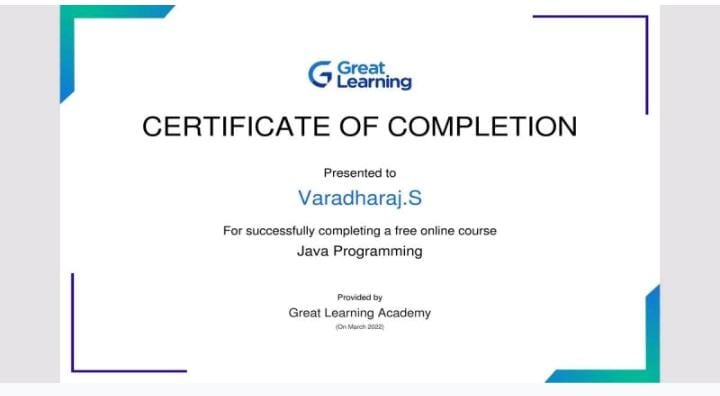 Great
Learning
CERTIFICATE OF COMPLETION
Presented to
Varadharaj.S
For successfully completing a free online course
Java Programming
Provided by
Great Learning Academy
(On March 2022)